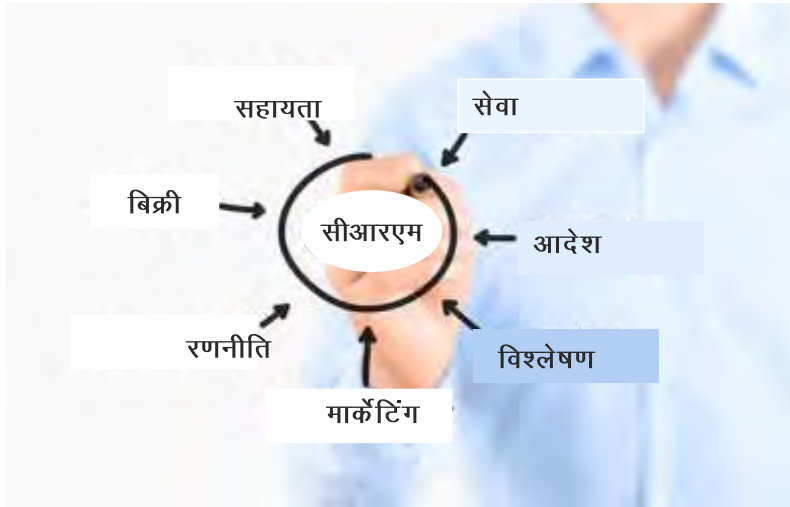 सहायता
सेवा
बिक्री
सीआरएम
आदेश
रणनीति
विश्लेषण
मार्केटिंग